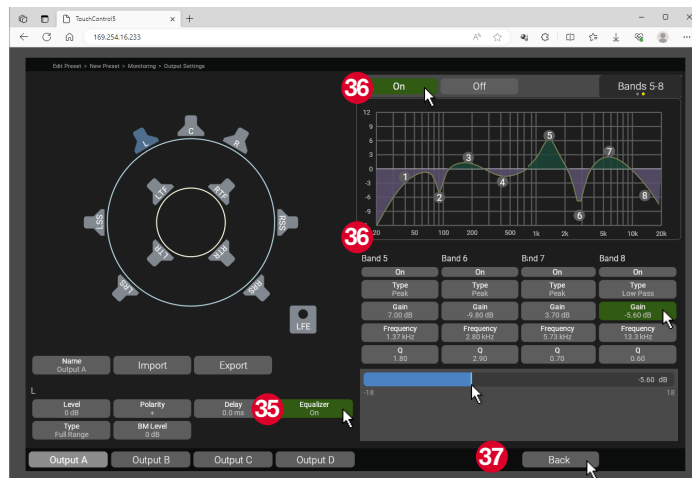 TouchControl5
169.254.16.233
Edit Preset > New Preset > Monitoring > Output Settings
36
On
Off
Bands 5-8
12
9
6
3
0
-3
-6
-9
1
2
3
4
5
6
7
8
36
20
50
100
200
500
1k
2k
5k
10k
20k
L
C
R
LTF
RTF
LSS
RSS
LTR
RTR
LRS
RRS
LFE
Band 5
Band 6
Bnd 7
Band 8
On
On
On
On
Type
Peak
Type
Peak
Type
Peak
Type
Low Pass
Gain
7.00 dB
Gain
-9.80 dB
Gain
3.70 dB
Gain
-5.60 dB
Frequency
1.37 kHz
Frequency
2.80 kHz
Frequency
5.73 kHz
Frequency
13.3 kHz
Q
1.80
Q
2.90
Q
0.70
Q
0.60
Name
Output A
Import
Export
-5.60 dB
-18
18
L
Level
0 dB
Polarity
+
Delay
0.0 ms
35
Equalizer
On
Type
Full Range
BM Level
0 dB
Output A
Output B
Output C
Output D
37
Back